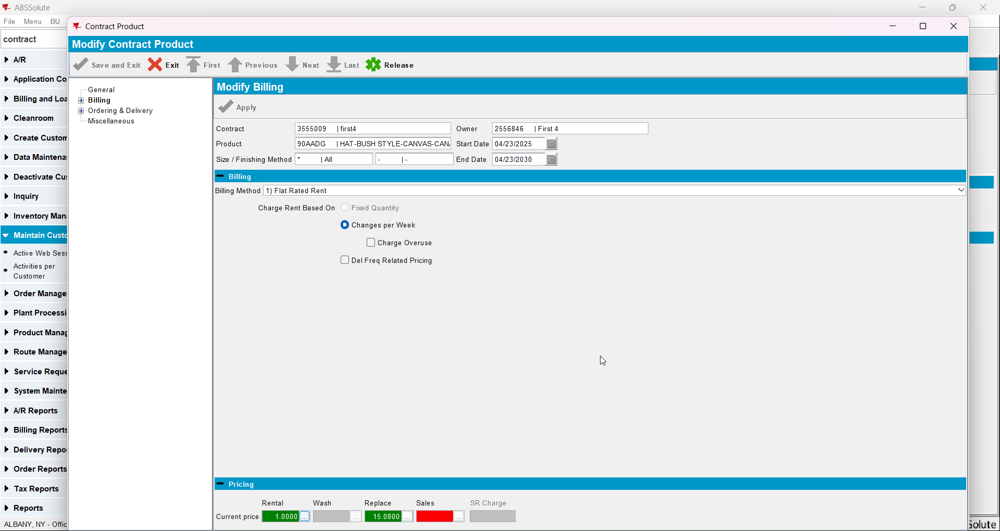 ABSSolute
File Menu BU
Contract Product
contract
Modify Contract Product
Save and Exit Exit First Previous Next Last Release
A/R
Application Co
Billing and Loa
Cleanroom
Create Custom
Data Maintena
Deactivate Cus
Inquiry
Inventory Mana
Maintain Custo
Active Web Sess
Activities per
Customer
Order Manage
Plant Processi
Product Manag
Route Manage
Service Reque
System Mainte
A/R Reports
Billing Reports
Delivery Repo
Order Reports
Tax Reports
Reports
ALBANY, NY - Offic
General
Billing
Ordering & Delivery
Miscellaneous
Modify Billing
Apply
Contract 3555009 | first4 Owner 2556846 | First 4
Product 90AADG | HAT-BUSH STYLE-CANVAS-CAN Start Date 04/23/2025 16
Size / Finishing Method * | All - | - End Date 04/23/2030 16
Billing
Billing Method 1) Flat Rated Rent
Charge Rent Based On Fixed Quantity
Changes per Week
Charge Overuse
Del Freq Related Pricing
Pricing
Rental Wash Replace Sales SR Charge
Current price 1.0000 ... ... 15.0800 ... ...
Solute